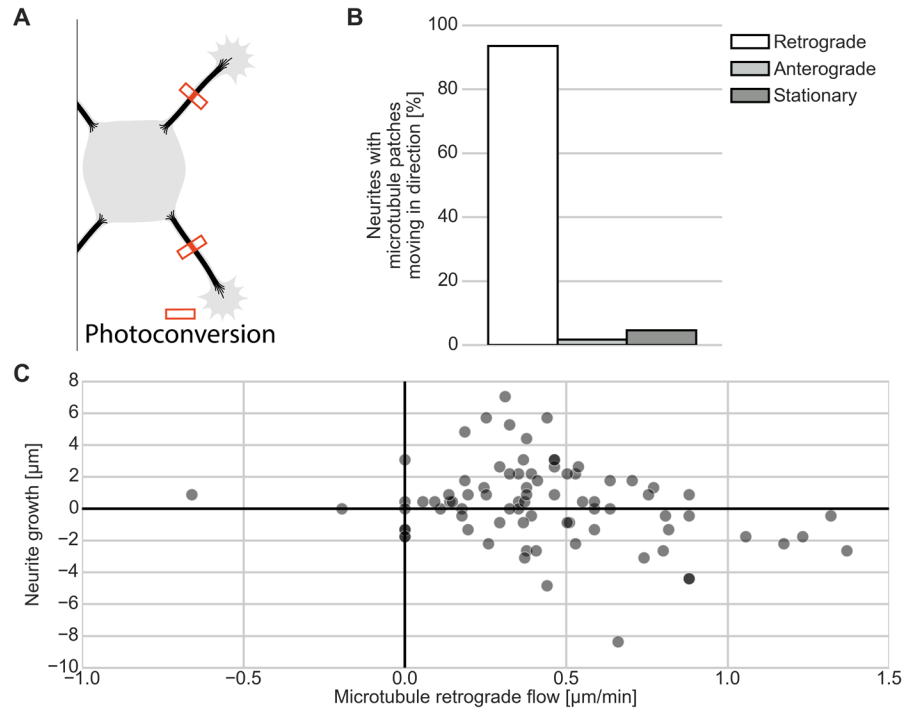 A
Photoconversion
B
Neurites with
microtubule patches
moving in direction [%]
100
80
60
40
20
0
Retrograde
Anterograde
Stationary
C
Neurite growth [µm]
8
6
4
2
0
−2
−4
−6
−8
−10
−1.0
−0.5
0.0
0.5
1.0
1.5
Microtubule retrograde flow [µm/min]